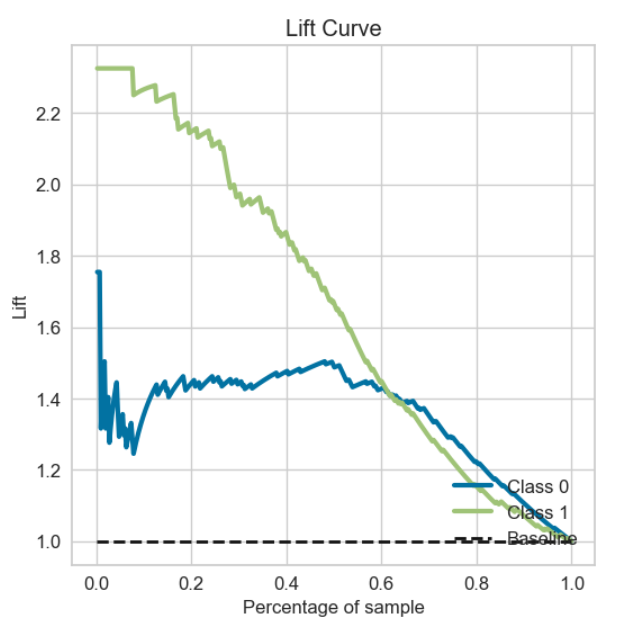 Lift Curve
2.2
2.0
1.8
1.6
1.4
1.2
1.0
Lift
Class 0
Class 1
Baseline
0.0 0.2 0.4 0.6 0.8 1.0
Percentage of sample